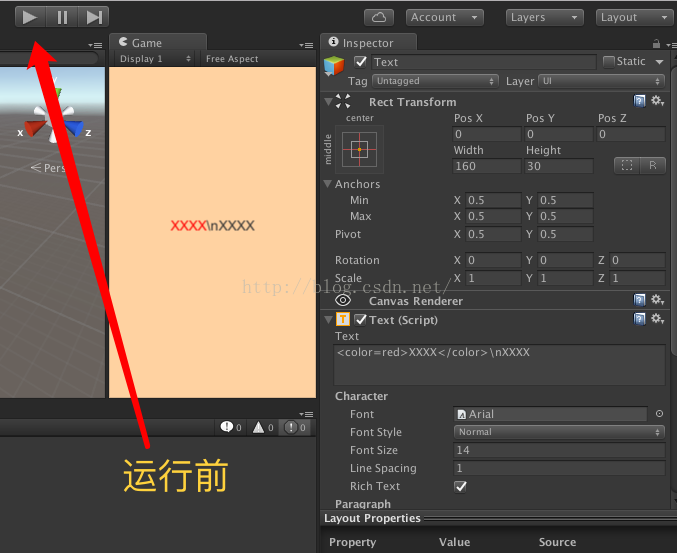 Account
Layers
Layout
Game
Display 1
Free Aspect
XXXX\nXXXX
x
z
Pers
Inspector
Text
Static
Tag
Untagged
Layer
UI
Rect Transform
center
middle
Pos X
Pos Y
Pos Z
0
0
0
Width
Height
160
30
R
Anchors
Min
X
0.5
Y
0.5
Max
X
0.5
Y
0.5
Pivot
X
0.5
Y
0.5
Rotation
X
0
Y
0
Z
0
Scale
X
1
Y
1
Z
1
http://blog.csdn.net/
Canvas Renderer
Text (Script)
Text
<color=red>XXXX</color>\nXXXX
Character
Font
Arial
Font Style
Normal
Font Size
14
Line Spacing
1
Rich Text
Paragraph
Layout Properties
Property
Value
Source
0
0
0
运行前